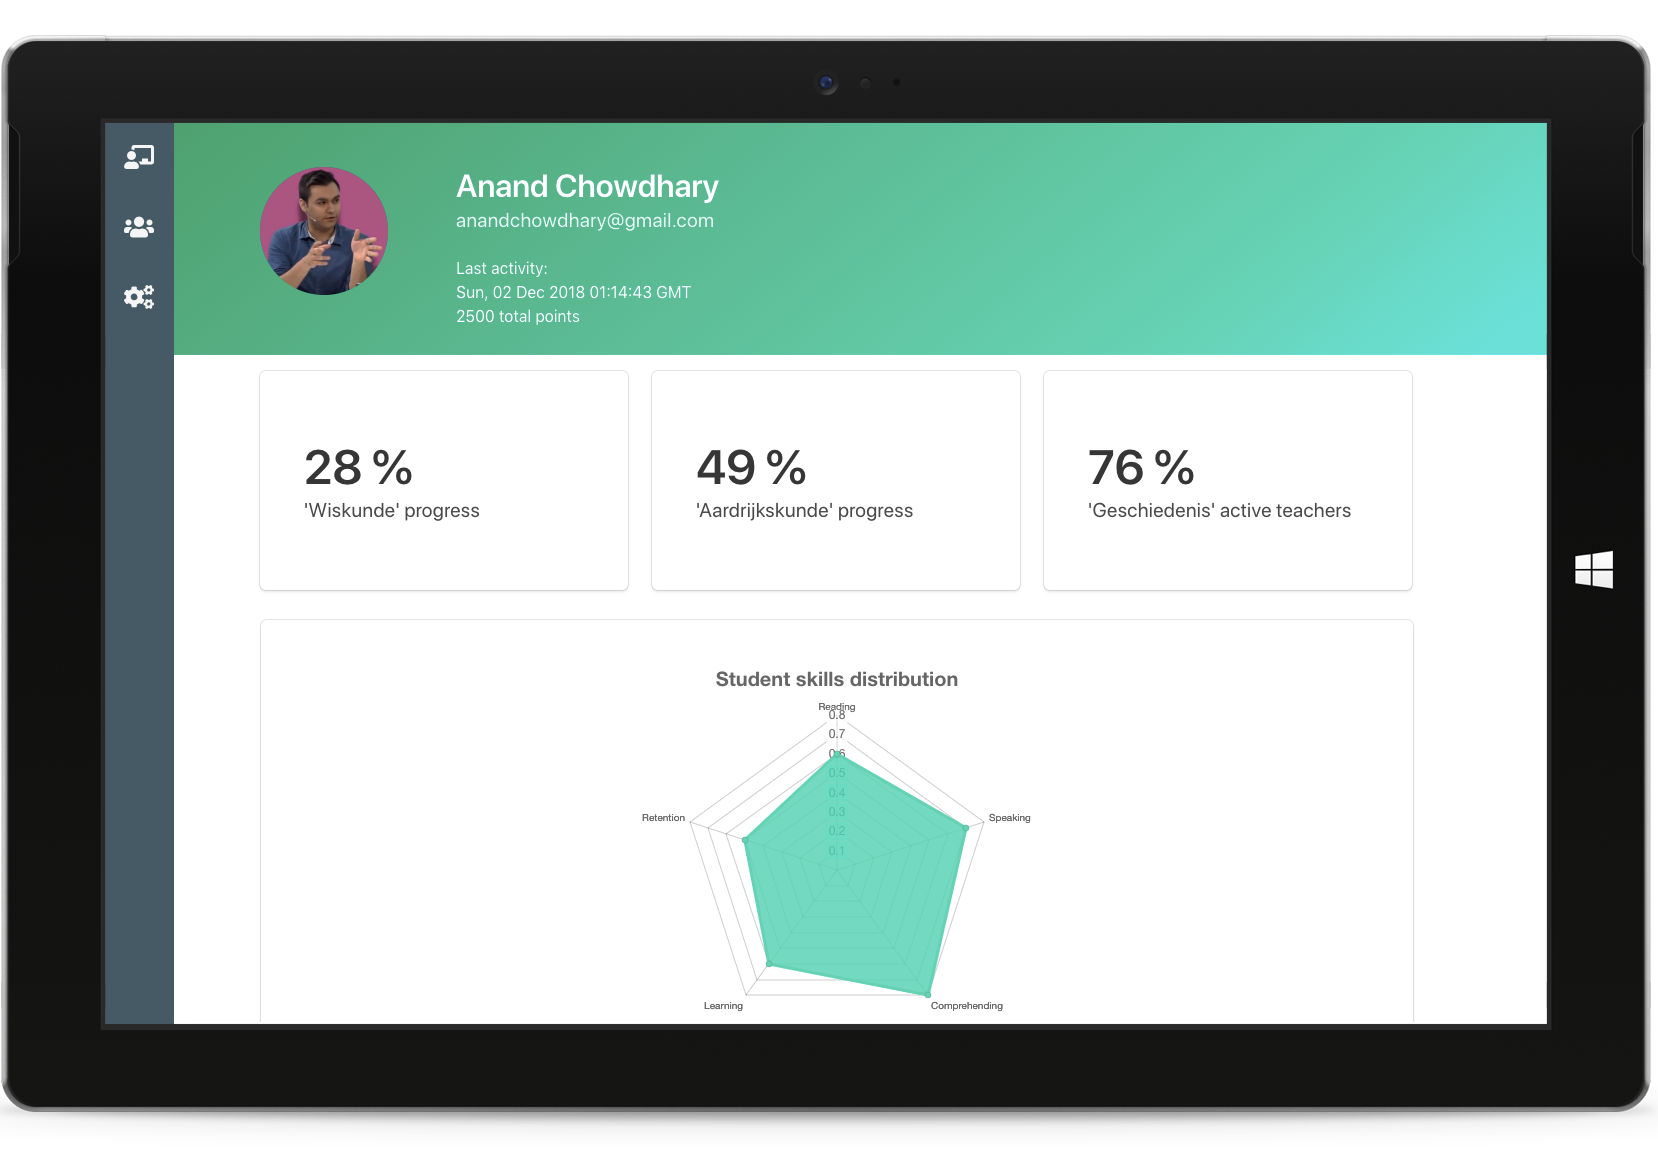 Anand Chowdhary
anandchowdhary@gmail.com
Last activity:
Sun, 02 Dec 2018 01:14:43 GMT
2500 total points
28 %
'Wiskunde' progress
49 %
'Aardrijkskunde' progress
76 %
'Geschiedenis' active teachers
Student skills distribution
Reading
0.8
0.7
0.6
0.5
0.4
0.3
0.2
0.1
Retention
Speaking
Learning
Comprehending